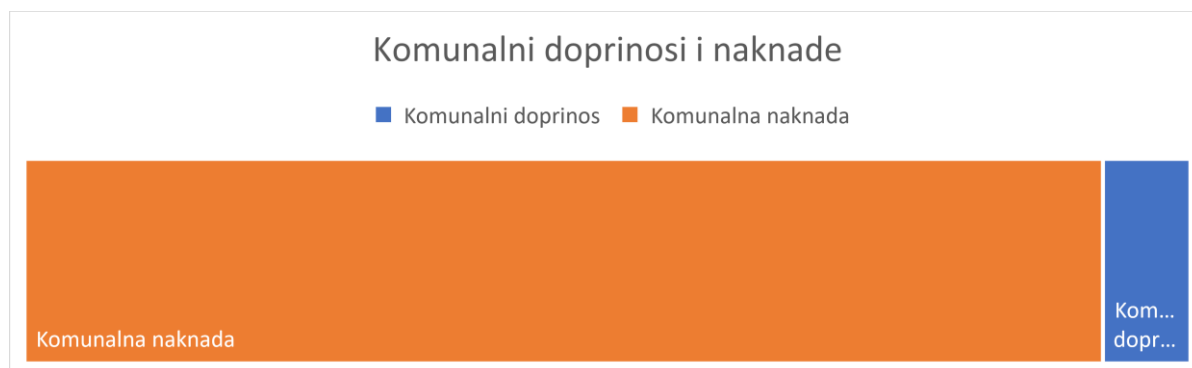 Komunalni doprinosi i naknade
Komunalni doprinos Komunalna naknada
Komunalna naknada
Kom...
dopr...